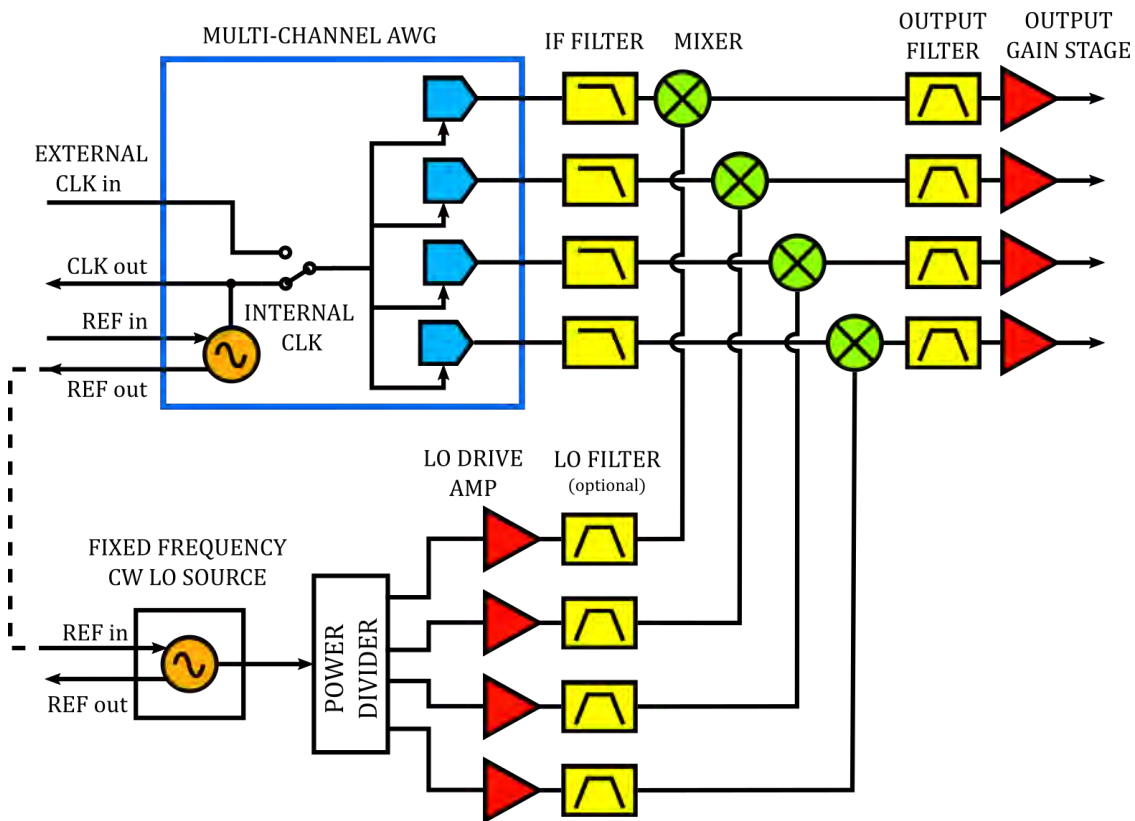 MULTI-CHANNEL AWG
IF FILTER
MIXER
OUTPUT
FILTER
OUTPUT
GAIN STAGE
EXTERNAL
CLK in
CLK out
INTERNAL
CLK
REF in
REF out
LO DRIVE
AMP
LO FILTER
(optional)
FIXED FREQUENCY
CW LO SOURCE
REF in
REF out
POWER
DIVIDER